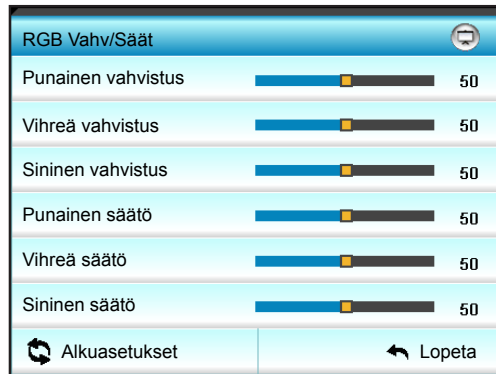 RGB Vahv/Säät
Punainen vahvistus 50
Vihreä vahvistus 50
Sininen vahvistus 50
Punainen säätö 50
Vihreä säätö 50
Sininen säätö 50
Alkuasetukset Lopeta